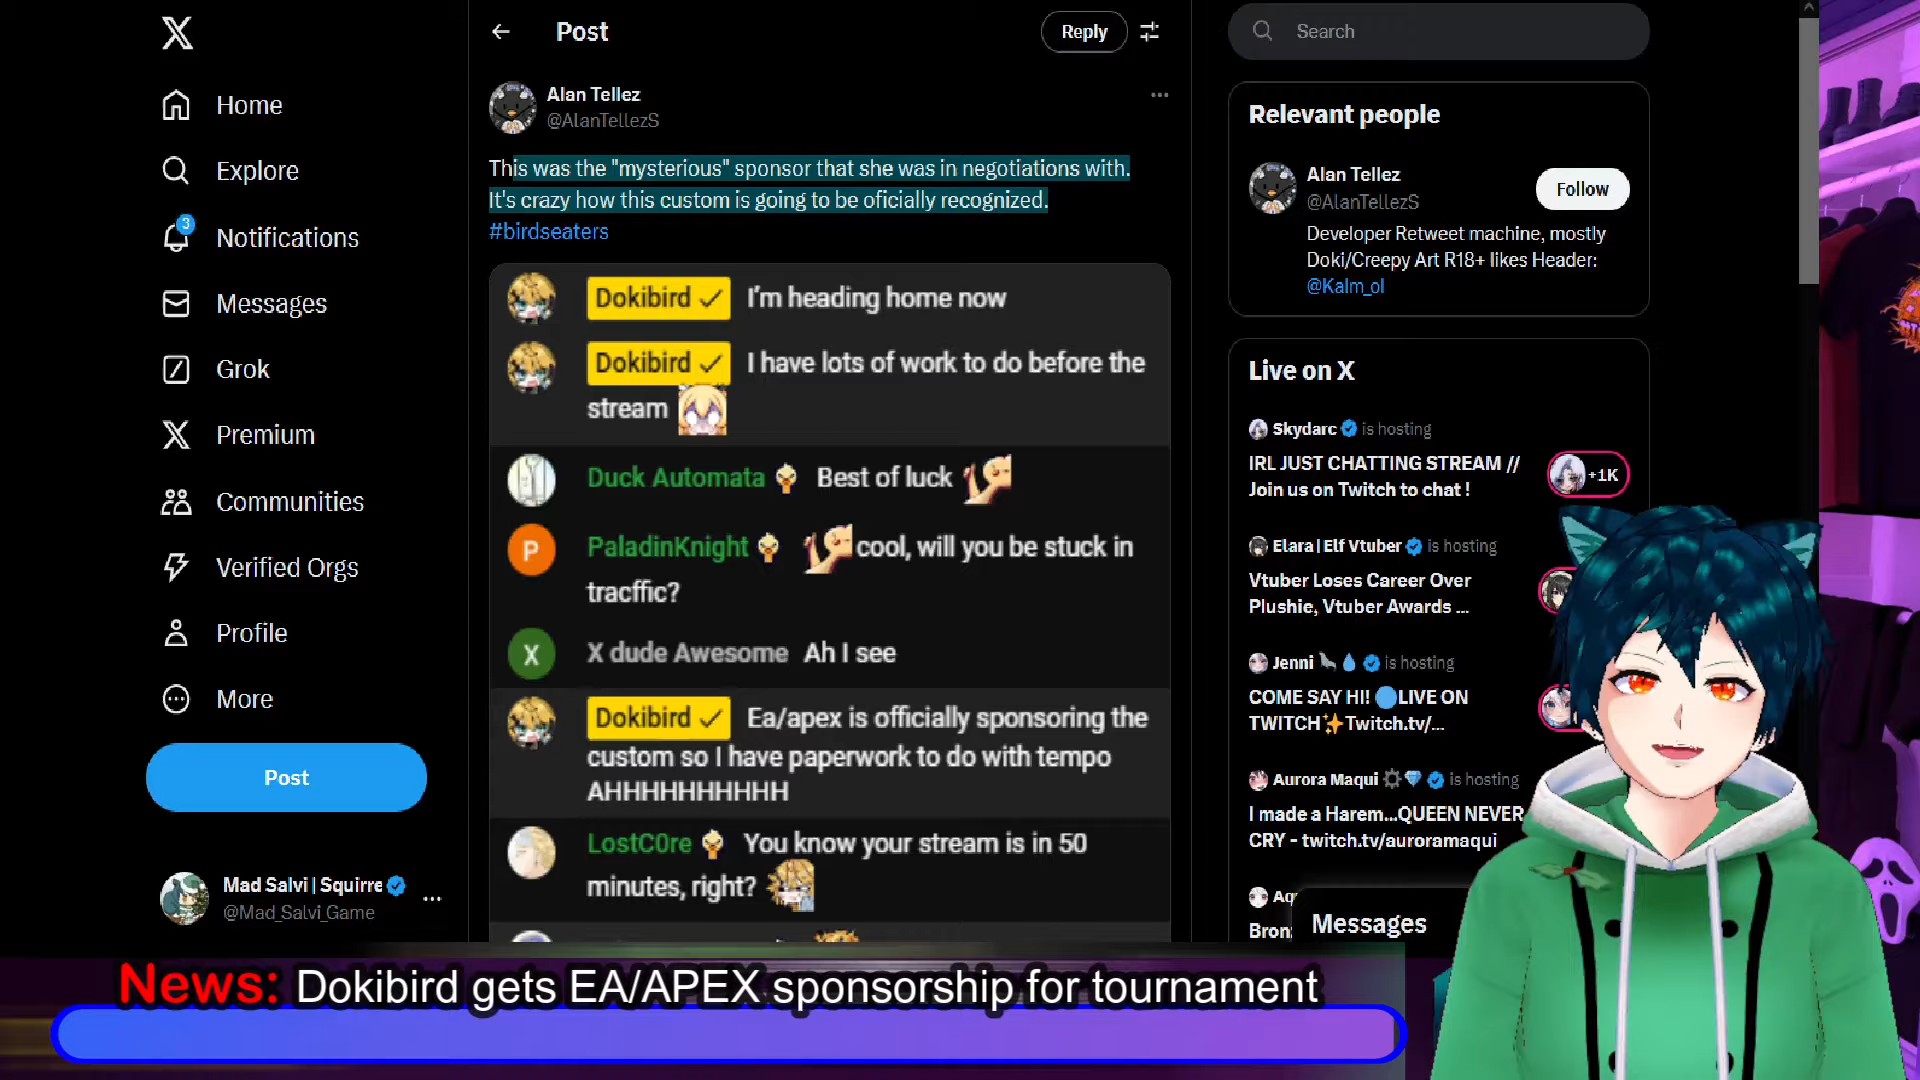 Home
Explore
3
Notifications
Messages
Grok
Premium
Communities
Verified Orgs
Profile
More
Post
Mad Salvi | Squirre
@Mad_Salvi_Game
Post
Reply
Alan Tellez
@AlanTellezS
This was the "mysterious" sponsor that she was in negotiations with.
It's crazy how this custom is going to be oficially recognized.
#birdseaters
Dokibird ✓ I'm heading home now
Dokibird ✓ I have lots of work to do before the
stream
Duck Automata Best of luck
P PaladinKnight cool, will you be stuck in
tracffic?
X X dude Awesome Ah I see
Dokibird ✓ Ea/apex is officially sponsoring the
custom so I have paperwork to do with tempo
AHHHHHHHHHH
LostC0re You know your stream is in 50
minutes, right?
Search
Relevant people
Alan Tellez
@AlanTellezS
Follow
Developer Retweet machine, mostly
Doki/Creepy Art R18+ likes Header:
@Kalm_ol
Live on X
Skydarc is hosting
IRL JUST CHATTING STREAM //
Join us on Twitch to chat !
+1K
Elara | Elf Vtuber is hosting
Vtuber Loses Career Over
Plushie, Vtuber Awards ...
Jenni is hosting
COME SAY HI! LIVE ON
TWITCH✨Twitch.tv/...
Aurora Maqui is hosting
I made a Harem...QUEEN NEVER
CRY - twitch.tv/auroramaqui
Messages
News: Dokibird gets EA/APEX sponsorship for tournament